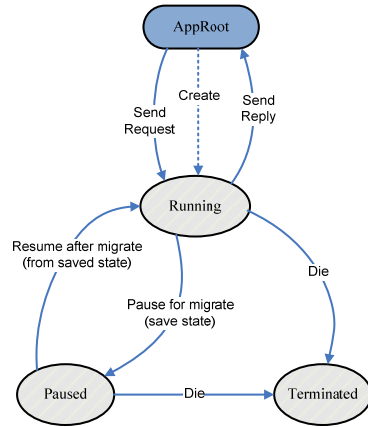 AppRoot
Create
Send
Request
Send
Reply
Running
Resume after migrate
(from saved state)
Die
Pause for migrate
(save state)
Paused
Die
Terminated